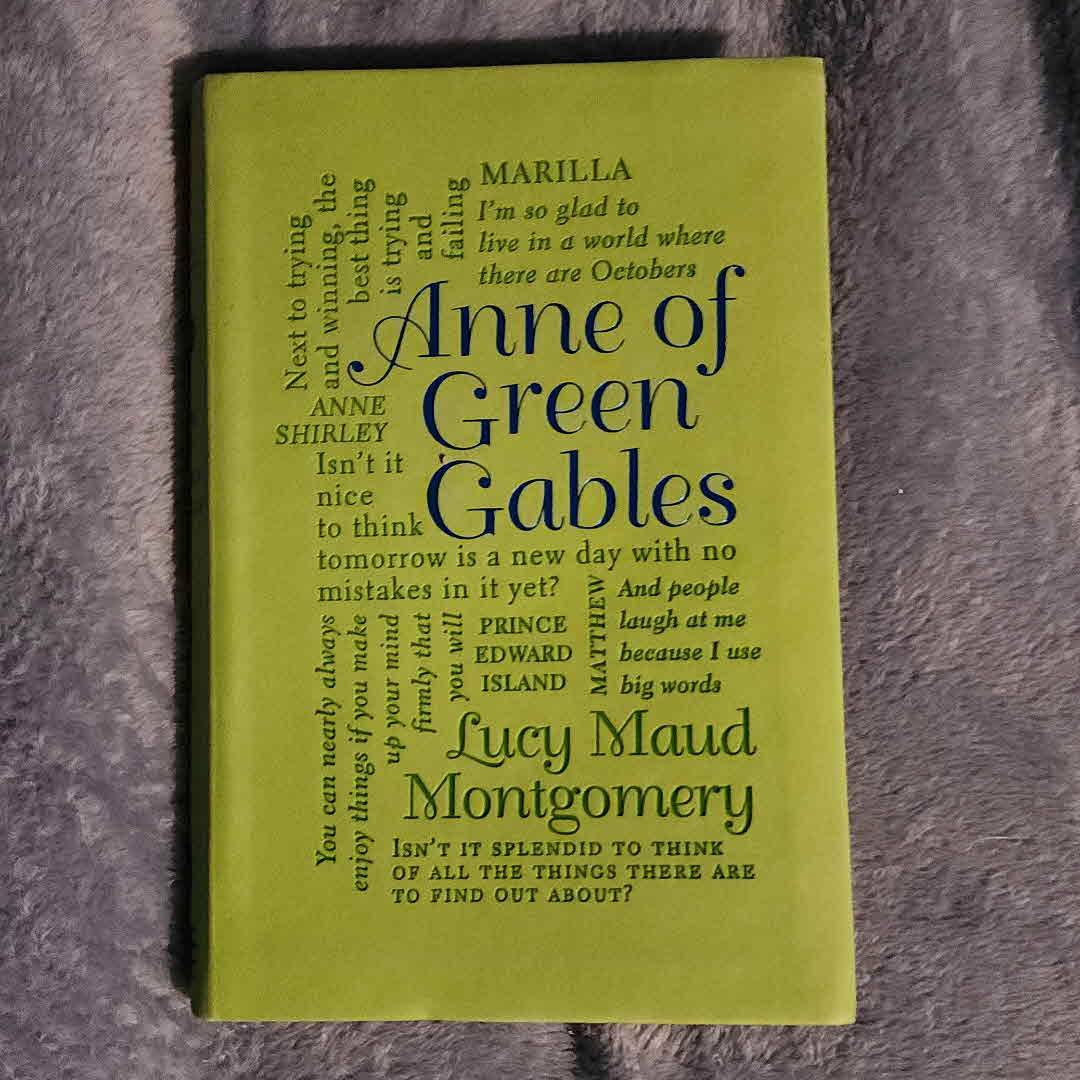 Next to trying
and winning, the
best thing
is trying
and
failing
MARILLA
I'm so glad to
live in a world where
there are Octobers
Anne of
Green
Gables
ANNE
SHIRLEY
Isn't it
nice
to think
tomorrow is a new day with no
mistakes in it yet?
You can nearly always
enjoy things if you make
up your mind
firmly that
you will
PRINCE
EDWARD
ISLAND
MATTHEW
And people
laugh at me
because I use
big words
Lucy Maud
Montgomery
ISN'T IT SPLENDID TO THINK
OF ALL THE THINGS THERE ARE
TO FIND OUT ABOUT?